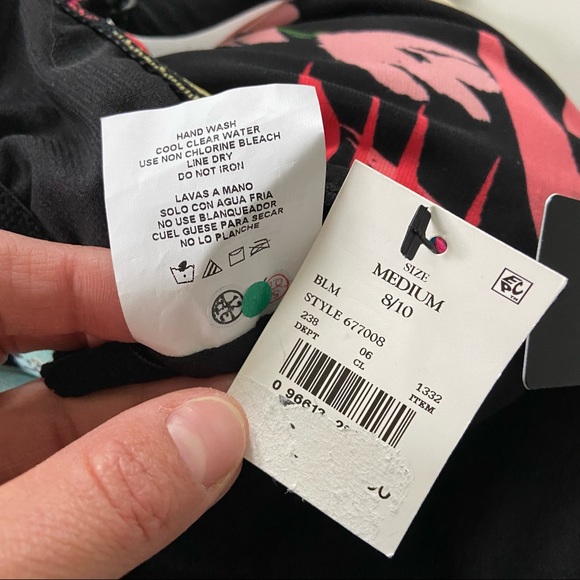 HAND WASH
COOL CLEAR WATER
USE NON CHLORINE BLEACH
LINE DRY
DO NOT IRON
LAVAS A MANO
SOLO CON AGUA FRIA
NO USE BLANQUEADOR
CUEL GUESE PARA SECAR
NO LO PLANCHE
SIZE
MEDIUM
8/10
EPC
BLM
STYLE 677008
238 06 1332
DEPT CL ITEM
0 96613